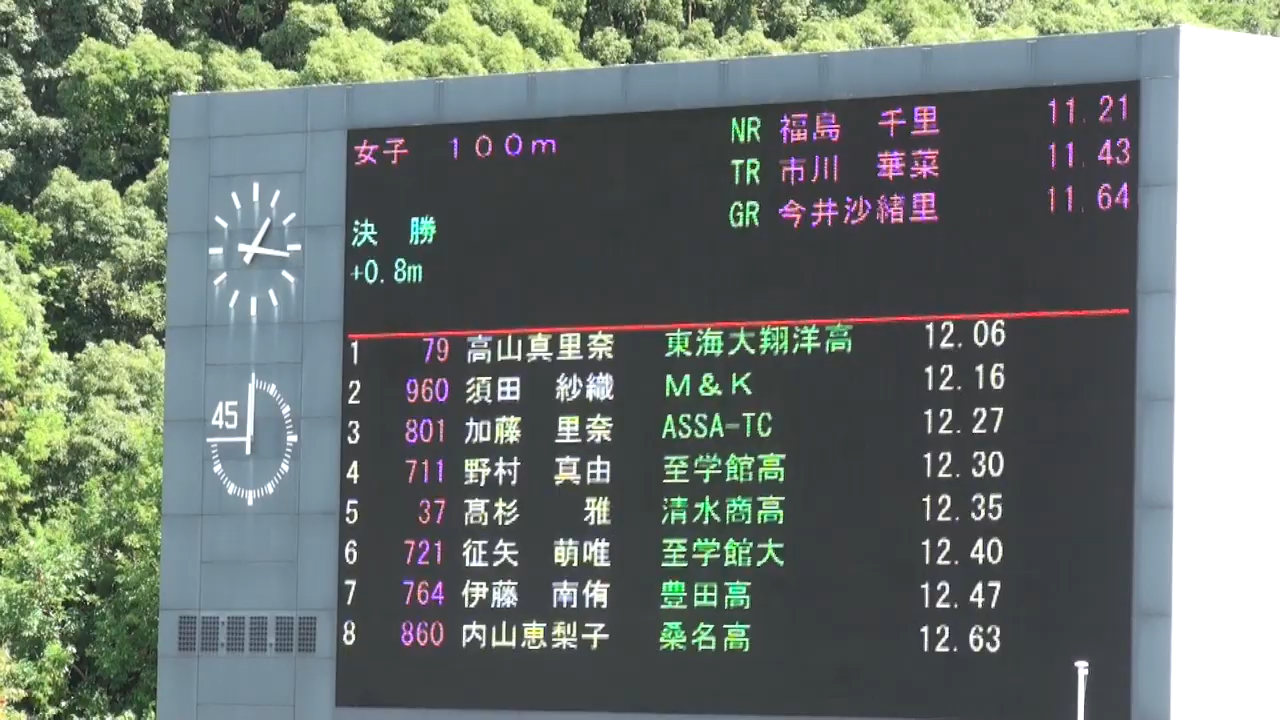 女子 100m
NR 福島 千里 11.21
TR 市川 華菜 11.43
GR 今井沙緒里 11.64
決 勝
+0.8m
1 79 高山真里奈 東海大翔洋高 12.06
2 960 須田 紗織 M&K 12.16
3 801 加藤 里奈 ASSA-TC 12.27
4 711 野村 真由 至学館高 12.30
5 37 髙杉 雅 清水商高 12.35
6 721 征矢 萌唯 至学館大 12.40
7 764 伊藤 南侑 豊田高 12.47
8 860 内山恵梨子 桑名高 12.63
45